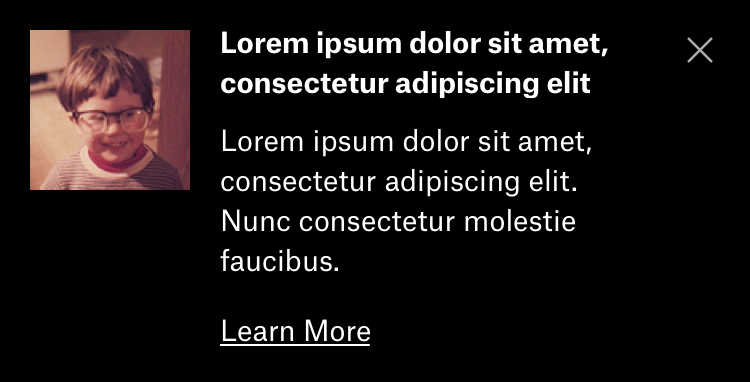 Lorem ipsum dolor sit amet,
consectetur adipiscing elit
Lorem ipsum dolor sit amet,
consectetur adipiscing elit.
Nunc consectetur molestie
faucibus.
Learn More